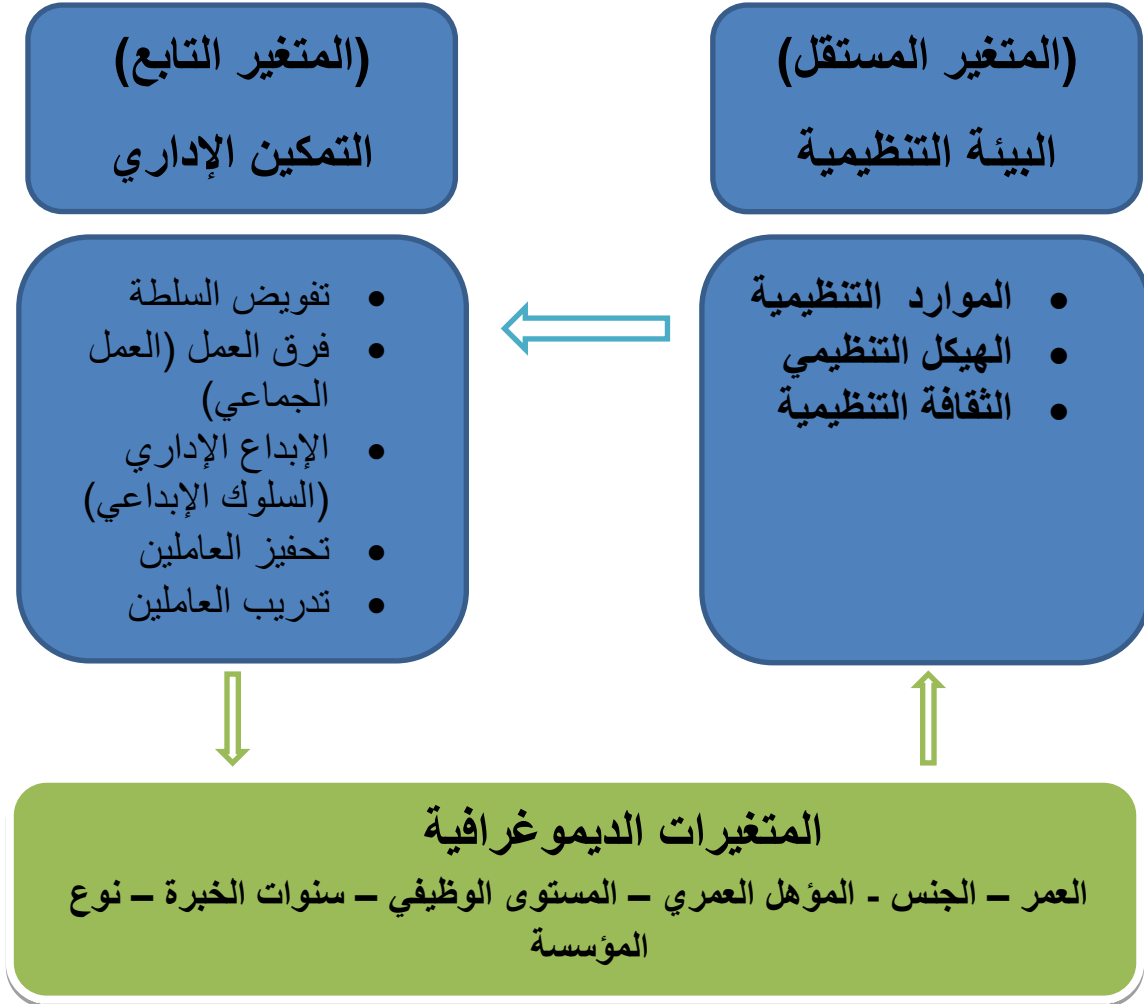 (المتغير المستقل)
البيئة التنظيمية
(المتغير التابع)
التمكين الإداري
• الموارد التنظيمية
• الهيكل التنظيمي
• الثقافة التنظيمية
• تفويض السلطة
• فرق العمل (العمل
الجماعي)
• الإبداع الإداري
(السلوك الإبداعي)
• تحفيز العاملين
• تدريب العاملين
المتغيرات الديموغرافية
العمر – الجنس - المؤهل العمري – المستوى الوظيفي – سنوات الخبرة – نوع
المؤسسة